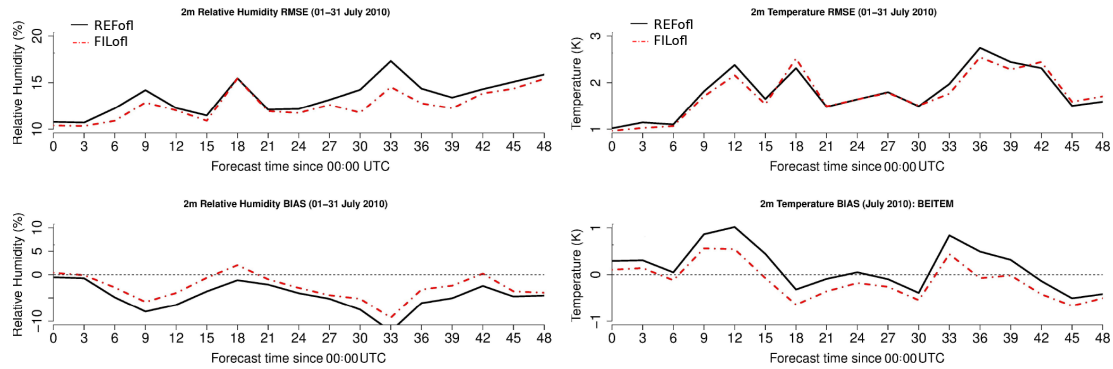 2m Relative Humidity RMSE (01−31 July 2010)
Relative Humidity (%)
20
15
10
REFofl
FILofl
0 3 6 9 12 15 18 21 24 27 30 33 36 39 42 45 48
Forecast time since 00:00 UTC
2m Temperature RMSE (01−31 July 2010)
Temperature (K)
3
2
1
REFofl
FILofl
0 3 6 9 12 15 18 21 24 27 30 33 36 39 42 45 48
Forecast time since 00:00 UTC
2m Relative Humidity BIAS (01−31 July 2010)
Relative Humidity (%)
10
5
0
−10
0 3 6 9 12 15 18 21 24 27 30 33 36 39 42 45 48
Forecast time since 00:00 UTC
2m Temperature BIAS (July 2010): BEITEM
Temperature (K)
1
0
−1
0 3 6 9 12 15 18 21 24 27 30 33 36 39 42 45 48
Forecast time since 00:00 UTC